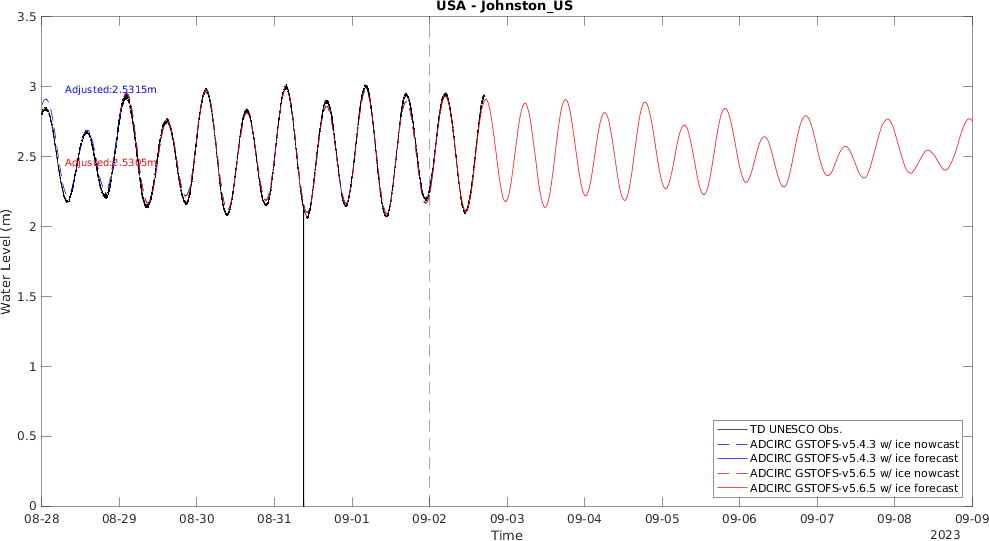 USA - Johnston_US
3.5
3
2.5
2
1.5
1
0.5
0
Water Level (m)
Adjusted:2.5315m
Adjusted:2.5305m
TD UNESCO Obs.
ADCIRC GSTOFS-v5.4.3 w/ ice nowcast
ADCIRC GSTOFS-v5.4.3 w/ ice forecast
ADCIRC GSTOFS-v5.6.5 w/ ice nowcast
ADCIRC GSTOFS-v5.6.5 w/ ice forecast
08-28 08-29 08-30 08-31 09-01 09-02 09-03 09-04 09-05 09-06 09-07 09-08 09-09
Time
2023